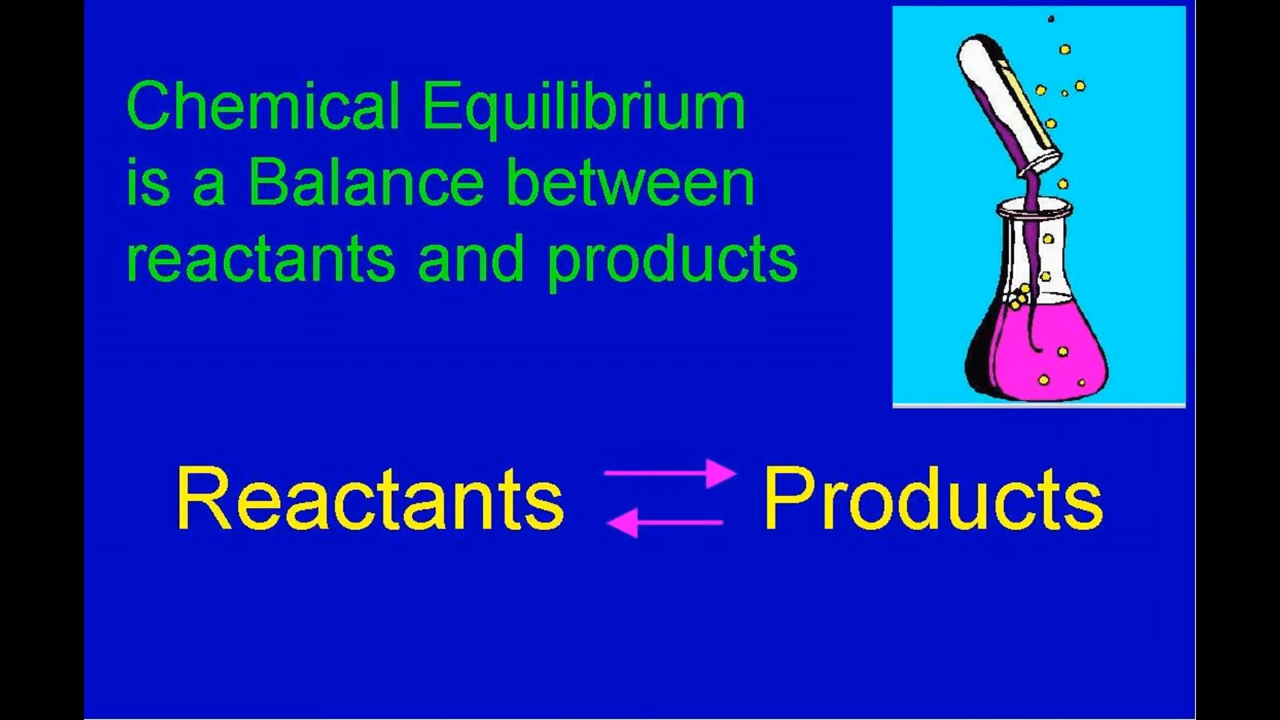 Chemical Equilibrium
is a Balance between
reactants and products
Reactants ⇄ Products